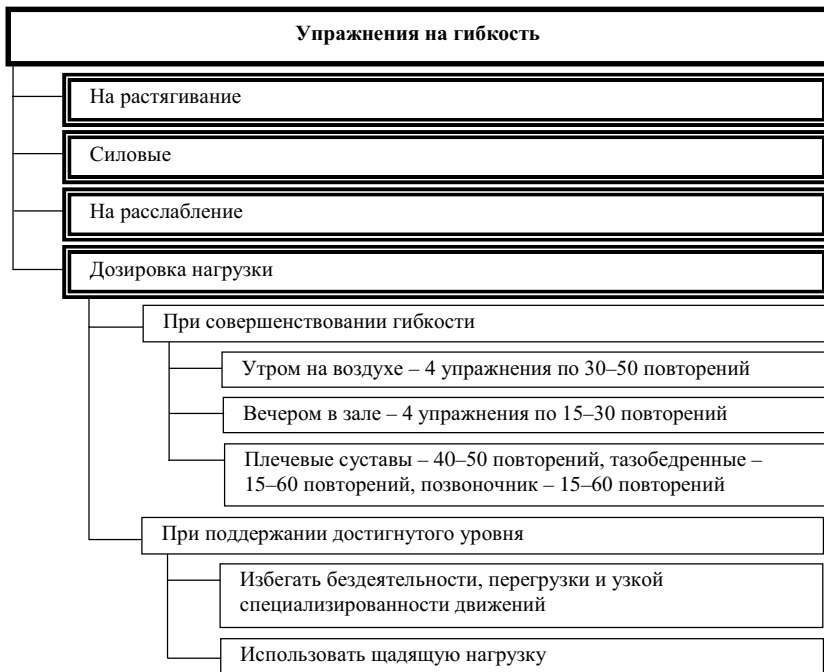 Упражнения на гибкость
На растягивание
Силовые
На расслабление
Дозировка нагрузки
При совершенствовании гибкости
Утром на воздухе – 4 упражнения по 30–50 повторений
Вечером в зале – 4 упражнения по 15–30 повторений
Плечевые суставы – 40–50 повторений, тазобедренные –
15–60 повторений, позвоночник – 15–60 повторений
При поддержании достигнутого уровня
Избегать бездеятельности, перегрузки и узкой
специализированности движений
Использовать щадящую нагрузку